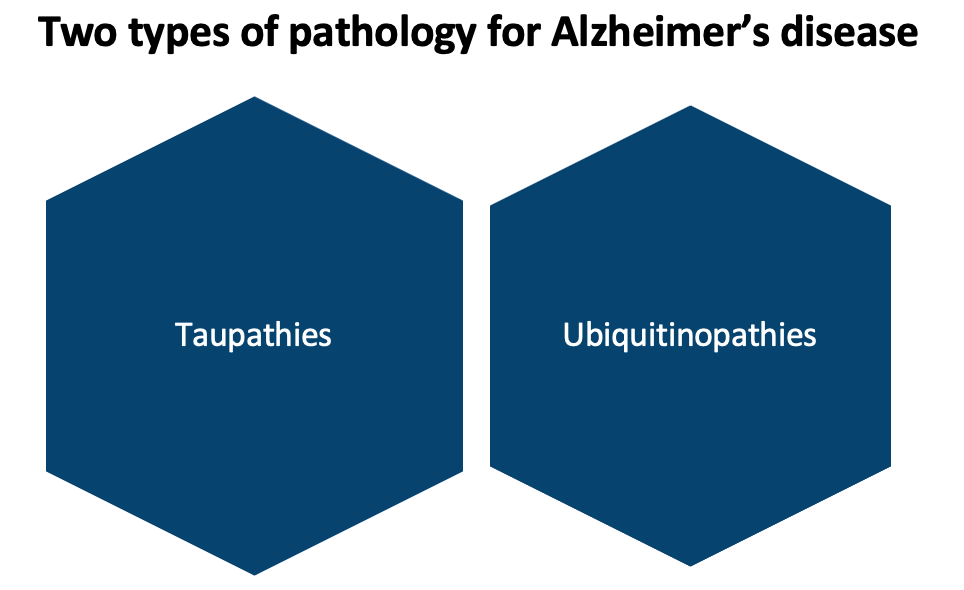 Two types of pathology for Alzheimer’s disease
Taupathies
Ubiquitinopathies